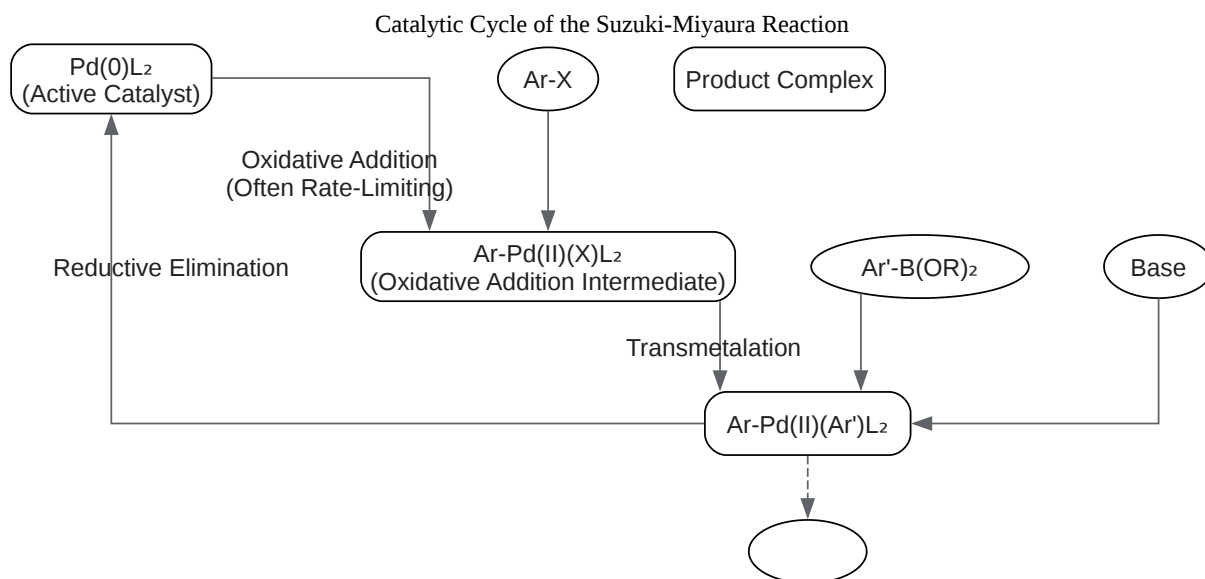 Catalytic Cycle of the Suzuki-Miyaura Reaction
Pd(0)L₂
(Active Catalyst)
Ar-X
Product Complex
Oxidative Addition
(Often Rate-Limiting)
Ar-Pd(II)(X)L₂
(Oxidative Addition Intermediate)
Ar'-B(OR)₂
Base
Reductive Elimination
Transmetalation
Ar-Pd(II)(Ar')L₂